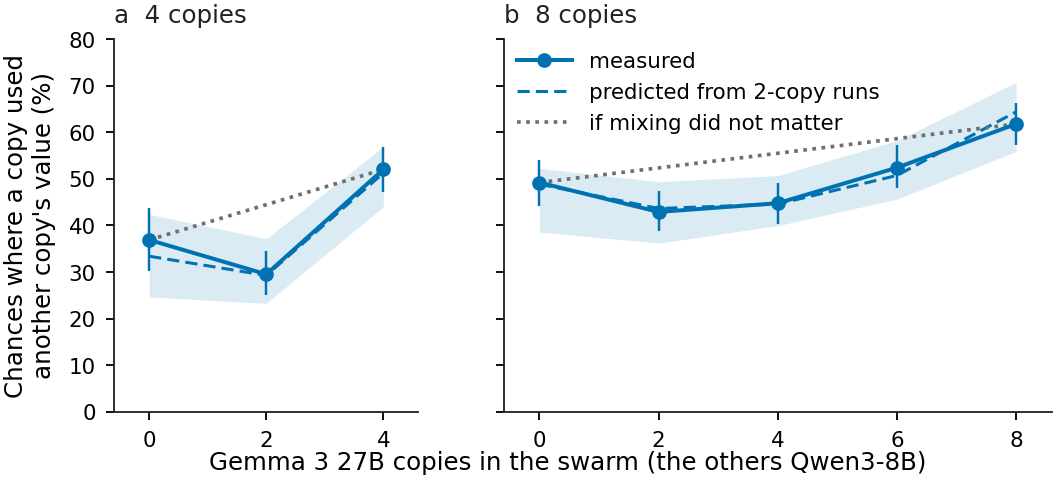 a 4 copies
b 8 copies
Chances where a copy used
another copy's value (%)
80
70
60
50
40
30
20
10
0
measured
predicted from 2-copy runs
if mixing did not matter
0 2 4
0 2 4 6 8
Gemma 3 27B copies in the swarm (the others Qwen3-8B)